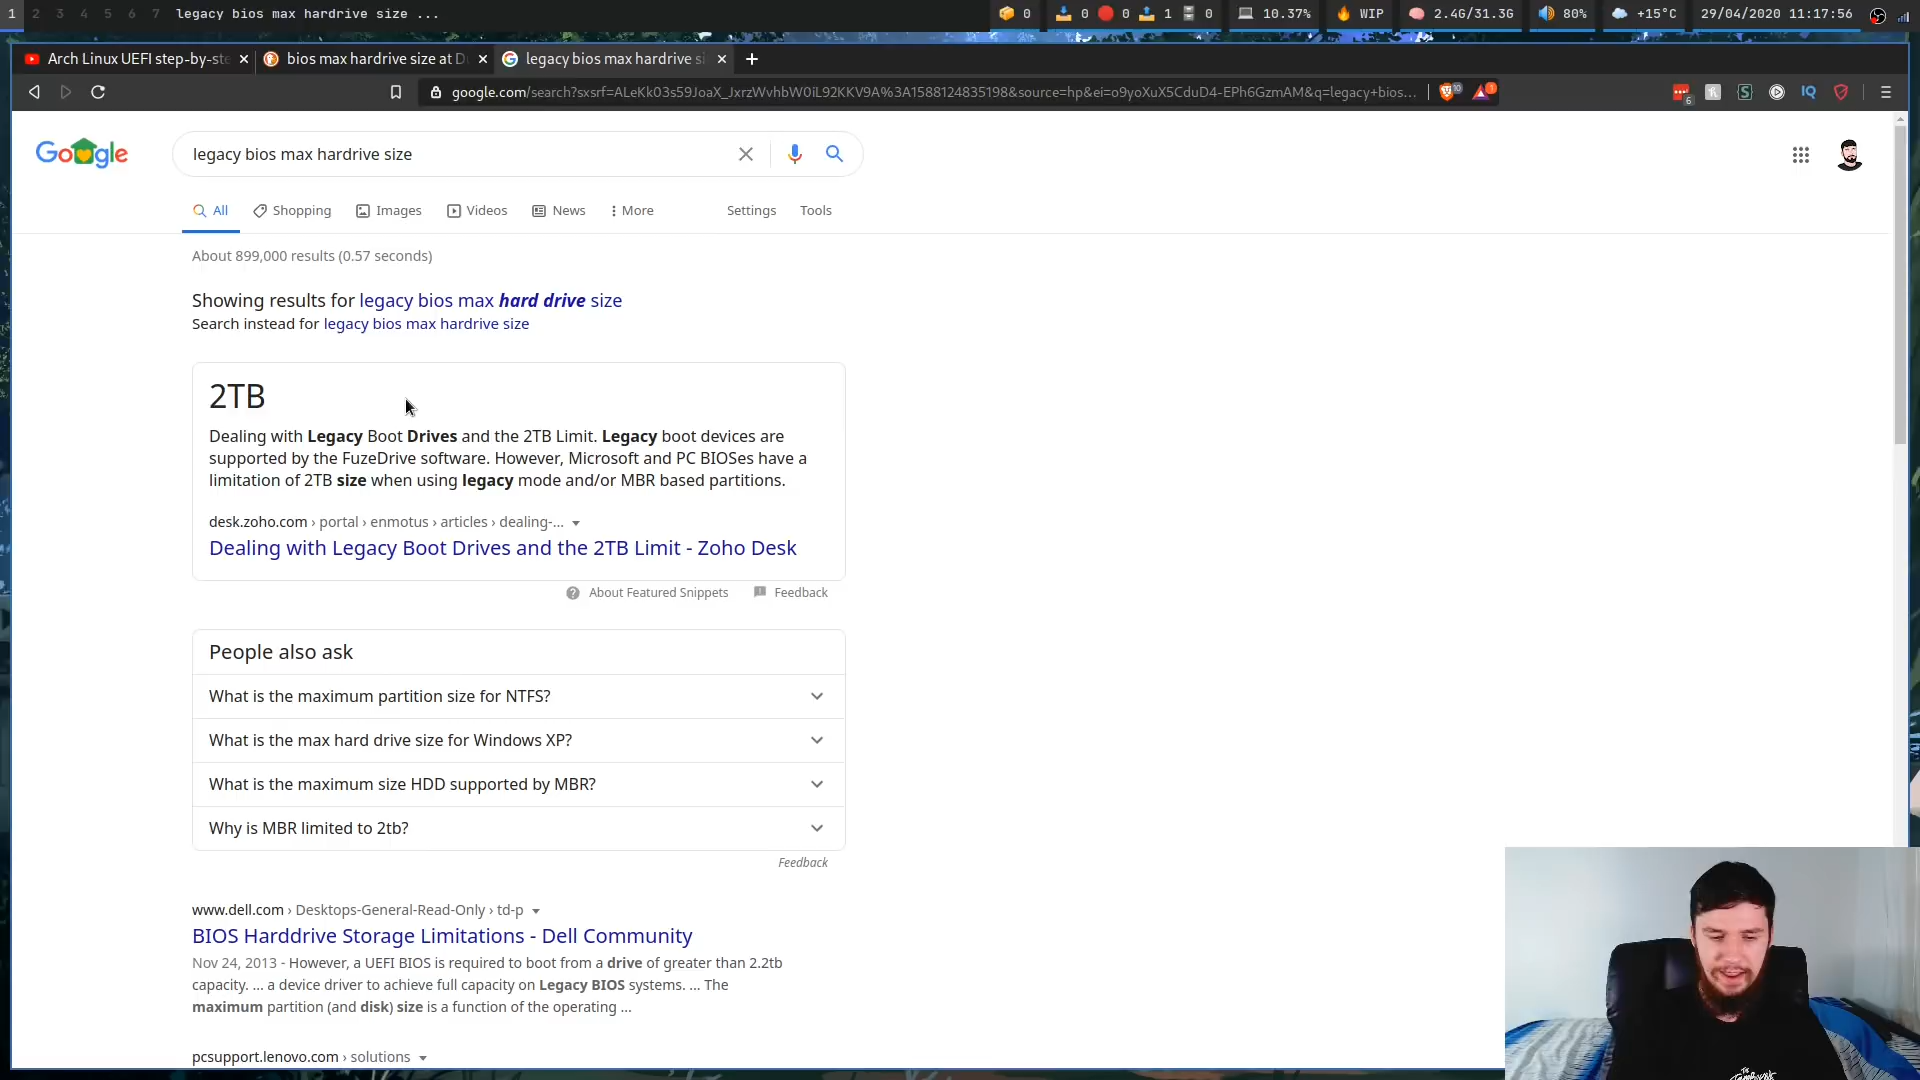 1 2 3 4 5 6 7 legacy bios max hardrive size ... 0 0 0 1 0 10.37% WIP 2.4G/31.3G 80% +15°C 29/04/2020 11:17:56
Arch Linux UEFI step-by-ste bios max hardrive size at D legacy bios max hardrive si
google.com/search?sxsrf=ALeKk03s59JoaX_JxrzWvhbW0iL92KKV9A%3A1588124835198&source=hp&ei=o9yoXuX5CduD4-EPh6GzmAM&q=legacy+bios... 10 1 6 IQ
Google legacy bios max hardrive size
All Shopping Images Videos News More Settings Tools
About 899,000 results (0.57 seconds)
Showing results for legacy bios max hard drive size
Search instead for legacy bios max hardrive size
2TB
Dealing with Legacy Boot Drives and the 2TB Limit. Legacy boot devices are
supported by the FuzeDrive software. However, Microsoft and PC BIOSes have a
limitation of 2TB size when using legacy mode and/or MBR based partitions.
desk.zoho.com › portal › enmotus › articles › dealing-...
Dealing with Legacy Boot Drives and the 2TB Limit - Zoho Desk
About Featured Snippets Feedback
People also ask
What is the maximum partition size for NTFS?
What is the max hard drive size for Windows XP?
What is the maximum size HDD supported by MBR?
Why is MBR limited to 2tb?
Feedback
www.dell.com › Desktops-General-Read-Only › td-p
BIOS Harddrive Storage Limitations - Dell Community
Nov 24, 2013 - However, a UEFI BIOS is required to boot from a drive of greater than 2.2tb
capacity. ... a device driver to achieve full capacity on Legacy BIOS systems. ... The
maximum partition (and disk) size is a function of the operating ...
pcsupport.lenovo.com › solutions